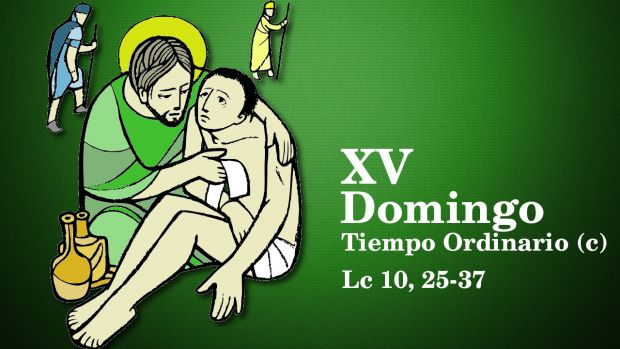 XV
Domingo
Tiempo Ordinario (c)
Lc 10, 25-37